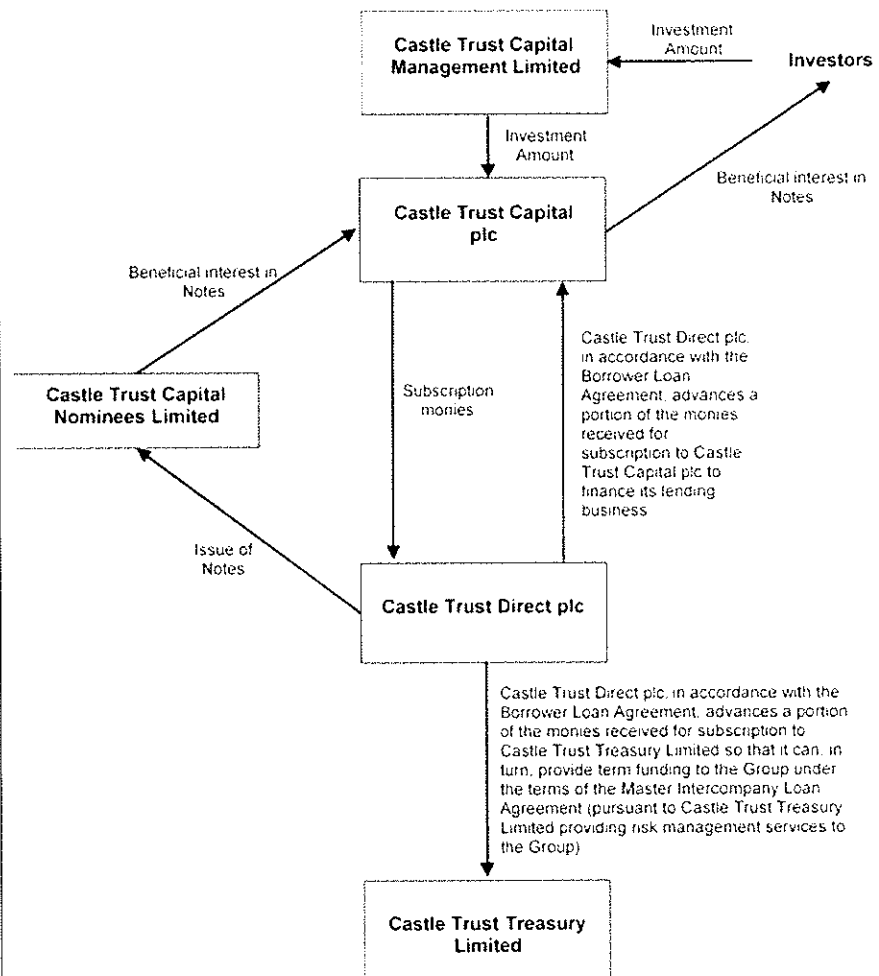 Castle Trust Capital
Management Limited
Investment
Amount
Investors
Investment
Amount
Beneficial interest in
Notes
Castle Trust Capital
plc
Beneficial interest in
Notes
Castle Trust Capital
Nominees Limited
Subscription
monies
Castle Trust Direct plc,
in accordance with the
Borrower Loan
Agreement, advances a
portion of the monies
received for
subscription to Castle
Trust Capital plc to
finance its lending
business
Issue of
Notes
Castle Trust Direct plc
Castle Trust Direct plc, in accordance with the
Borrower Loan Agreement, advances a portion
of the monies received for subscription to
Castle Trust Treasury Limited so that it can, in
turn, provide term funding to the Group under
the terms of the Master Intercompany Loan
Agreement (pursuant to Castle Trust Treasury
Limited providing risk management services to
the Group)
Castle Trust Treasury
Limited